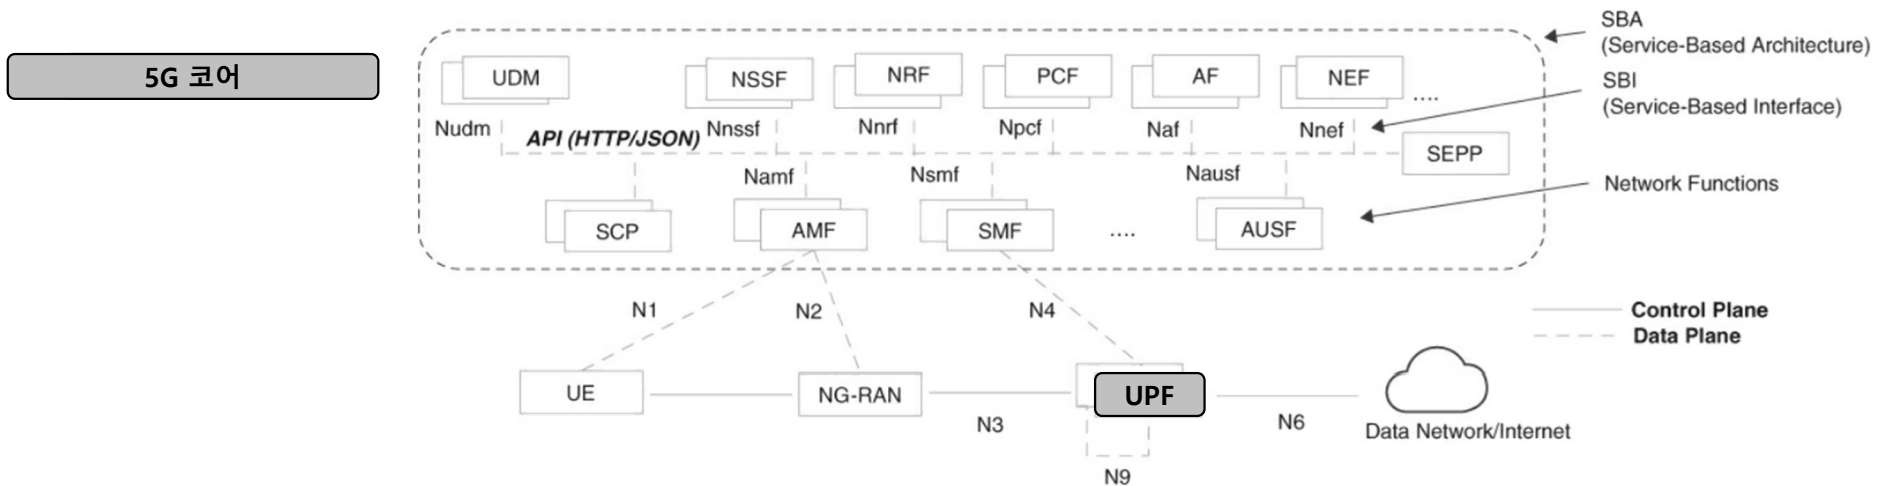 5G 코어
SBA
(Service-Based Architecture)
SBI
(Service-Based Interface)
Network Functions
UDM
NSSF
NRF
PCF
AF
NEF
....
Nudm
API (HTTP/JSON)
Nnssf
Nnrf
Npcf
Naf
Nnef
SEPP
Namf
Nsmf
Nausf
SCP
AMF
SMF
....
AUSF
N1
N2
N4
Control Plane
Data Plane
UE
NG-RAN
UPF
N3
N6
Data Network/Internet
N9